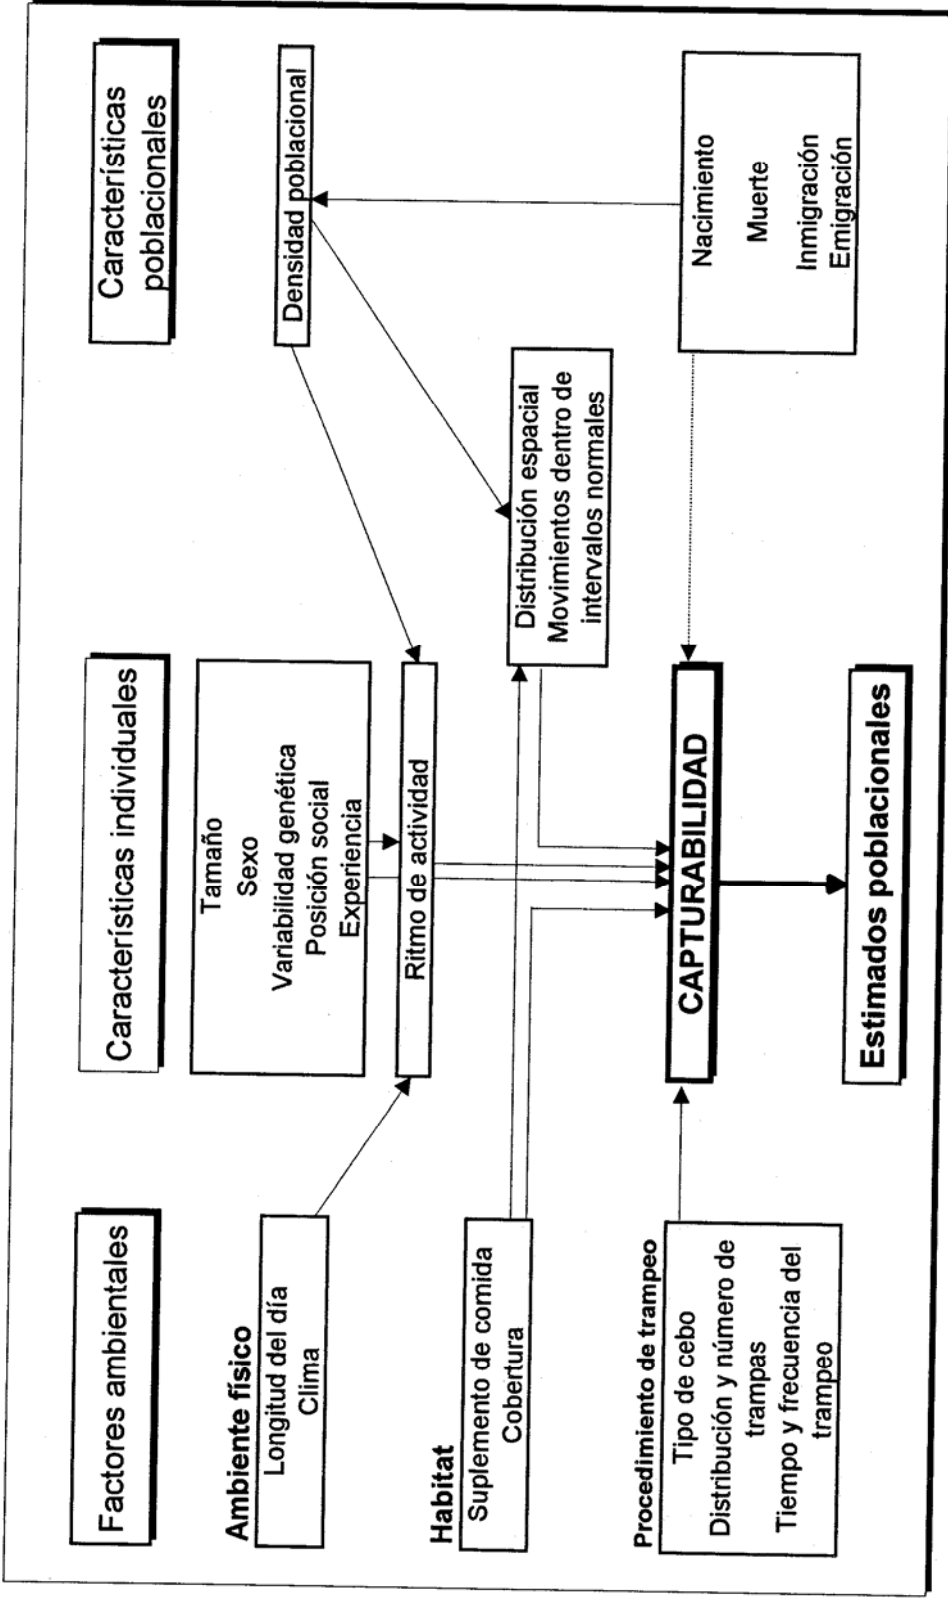 Factores ambientales
Características individuales
Características
poblacionales
Ambiente físico
Longitud del día
Clima
Tamaño
Sexo
Variabilidad genética
Posición social
Experiencia
Densidad poblacional
Ritmo de actividad
Habitat
Suplemento de comida
Cobertura
Distribución espacial
Movimientos dentro de
intervalos normales
Procedimiento de trampeo
Tipo de cebo
Distribución y número de
trampas
Tiempo y frecuencia del
trampeo
CAPTURABILIDAD
Nacimiento
Muerte
Inmigración
Emigración
Estimados poblacionales